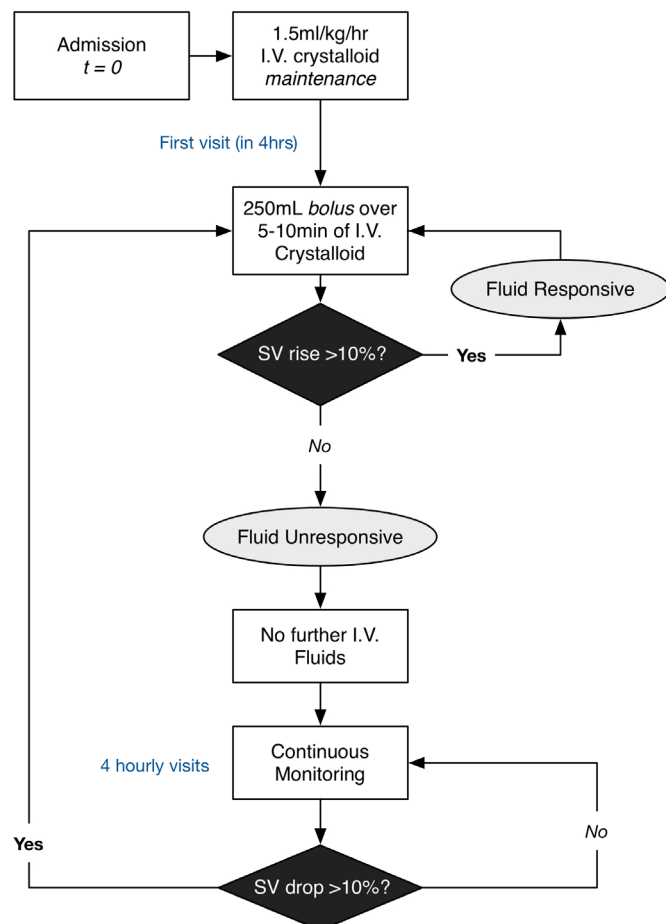 Admission
t = 0
1.5ml/kg/hr
I.V. crystalloid
maintenance
First visit (in 4hrs)
250mL bolus over
5-10min of I.V.
Crystalloid
Fluid Responsive
SV rise >10%?
Yes
No
Fluid Unresponsive
No further I.V.
Fluids
4 hourly visits
Continuous
Monitoring
Yes
No
SV drop >10%?